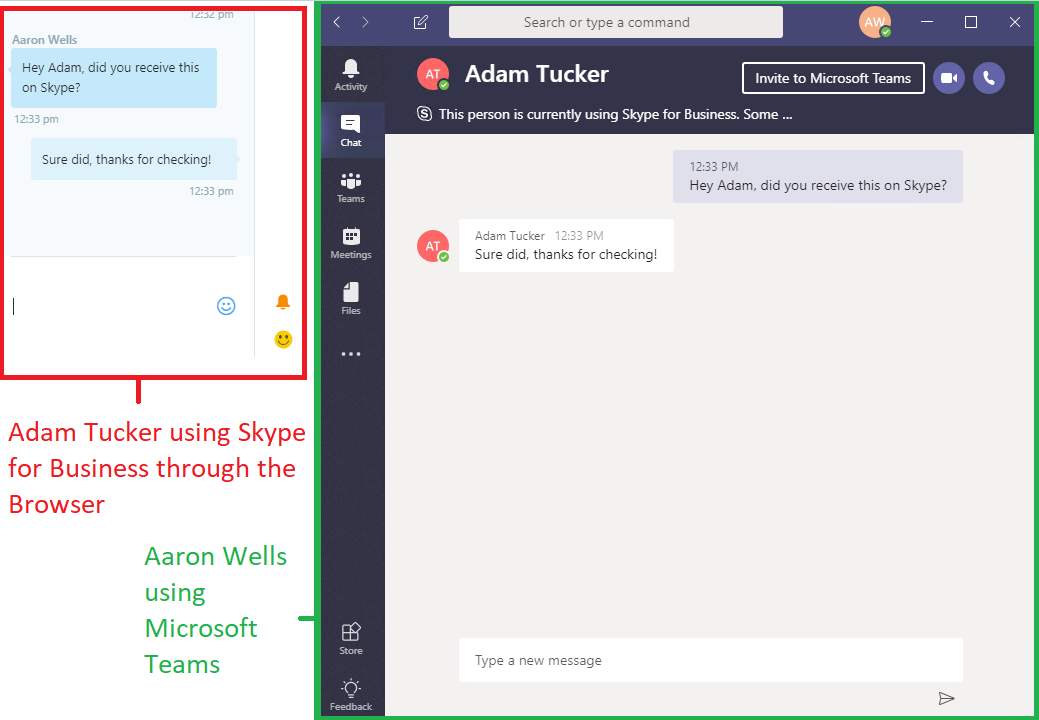 12:32 pm
Aaron Wells
Hey Adam, did you receive this
on Skype?
12:33 pm
Sure did, thanks for checking!
12:33 pm
Adam Tucker using Skype
for Business through the
Browser
Aaron Wells
using
Microsoft
Teams
Search or type a command
AW
Activity
Chat
Teams
Meetings
Files
Store
Feedback
AT
Adam Tucker
Invite to Microsoft Teams
This person is currently using Skype for Business. Some ...
12:33 PM
Hey Adam, did you receive this on Skype?
AT
Adam Tucker 12:33 PM
Sure did, thanks for checking!
Type a new message